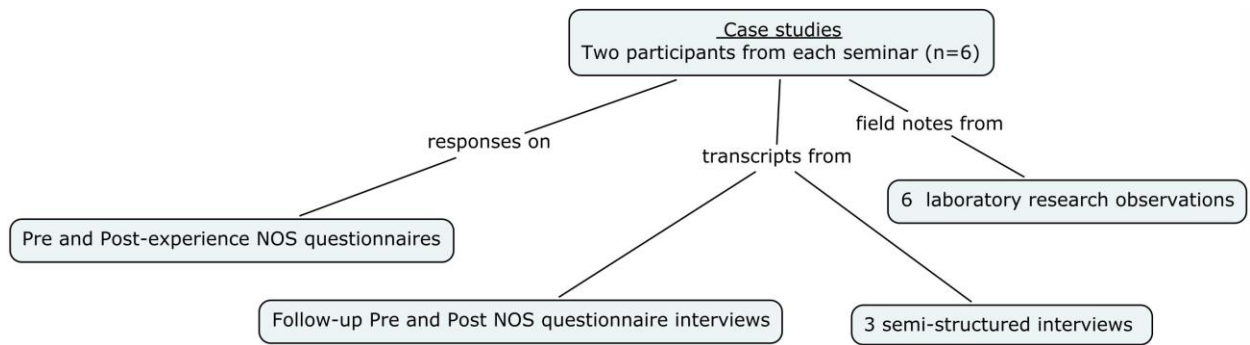 Case studies
Two participants from each seminar (n=6)
responses on
transcripts from
field notes from
6 laboratory research observations
Pre and Post-experience NOS questionnaires
Follow-up Pre and Post NOS questionnaire interviews
3 semi-structured interviews